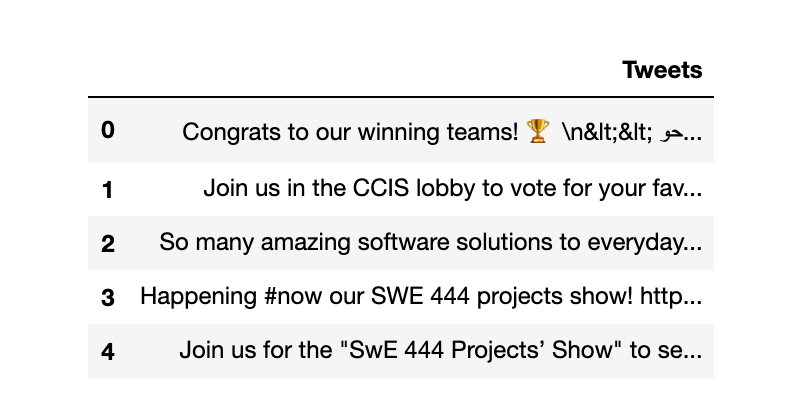 Tweets
0 Congrats to our winning teams! 🏆 \n&lt;&lt; حو...
1 Join us in the CCIS lobby to vote for your fav...
2 So many amazing software solutions to everyday...
3 Happening #now our SWE 444 projects show! http...
4 Join us for the "SwE 444 Projects’ Show" to se...